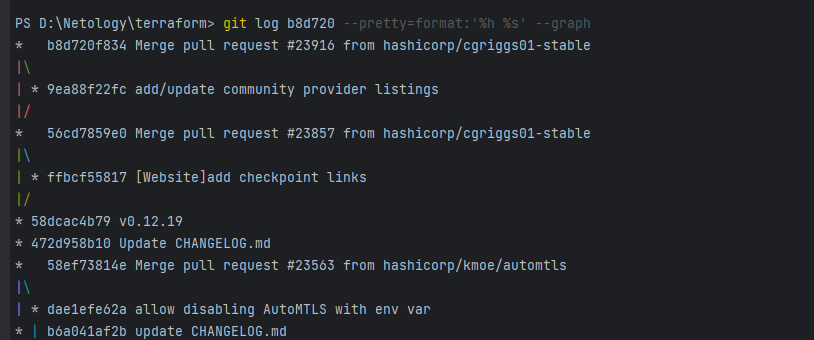 PS D:\Netology\terraform> git log b8d720 --pretty=format:'%h %s' --graph
*   b8d720f834 Merge pull request #23916 from hashicorp/cgriggs01-stable
|\
| * 9ea88f22fc add/update community provider listings
|/
*   56cd7859e0 Merge pull request #23857 from hashicorp/cgriggs01-stable
|\
| * ffbcf55817 [Website]add checkpoint links
|/
* 58dcac4b79 v0.12.19
* 472d958b10 Update CHANGELOG.md
*   58ef73814e Merge pull request #23563 from hashicorp/kmoe/automtls
|\
| * dae1efe62a allow disabling AutoMTLS with env var
* | b6a041af2b update CHANGELOG.md